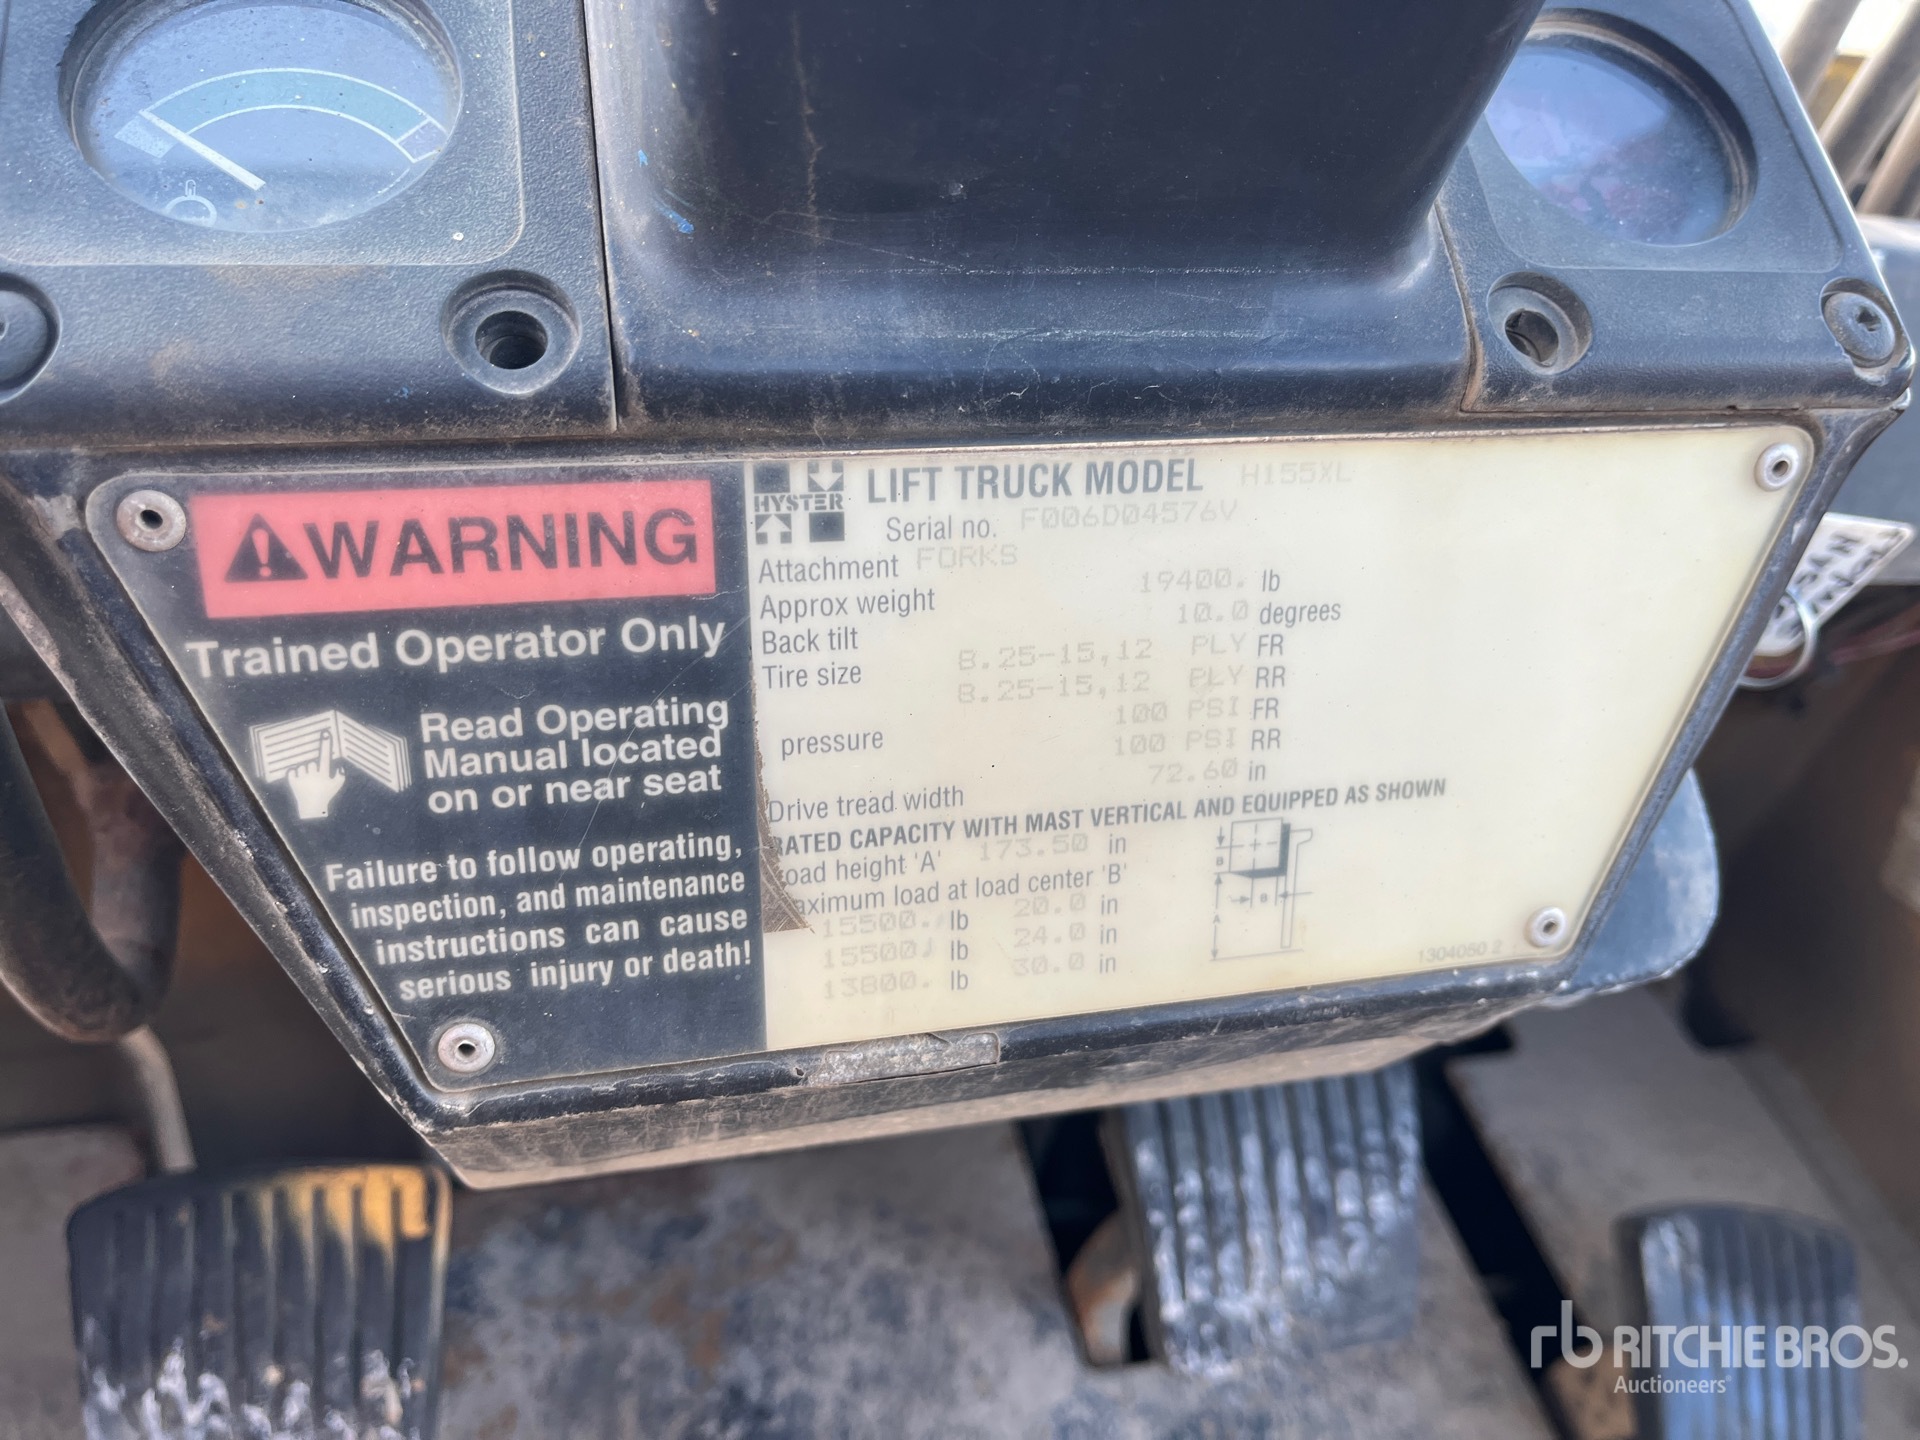 WARNING
Trained Operator Only
Read Operating
Manual located
on or near seat
Failure to follow operating,
inspection, and maintenance
instructions can cause
serious injury or death!
HYSTER
LIFT TRUCK MODEL H155XL
Serial no. F006D04576V
Attachment FORKS
Approx weight 19400. lb
Back tilt 10.0 degrees
Tire size 8.25-15,12 PLY FR
8.25-15,12 PLY RR
pressure 100 PSI FR
100 PSI RR
Drive tread width 72.60 in
RATED CAPACITY WITH MAST VERTICAL AND EQUIPPED AS SHOWN
oad height 'A' 173.50 in
aximum load at load center 'B'
15500. lb 20.0 in
15500. lb 24.0 in
13800. lb 30.0 in
B
B
A
1304060 2
rb RITCHIE BROS.
Auctioneers